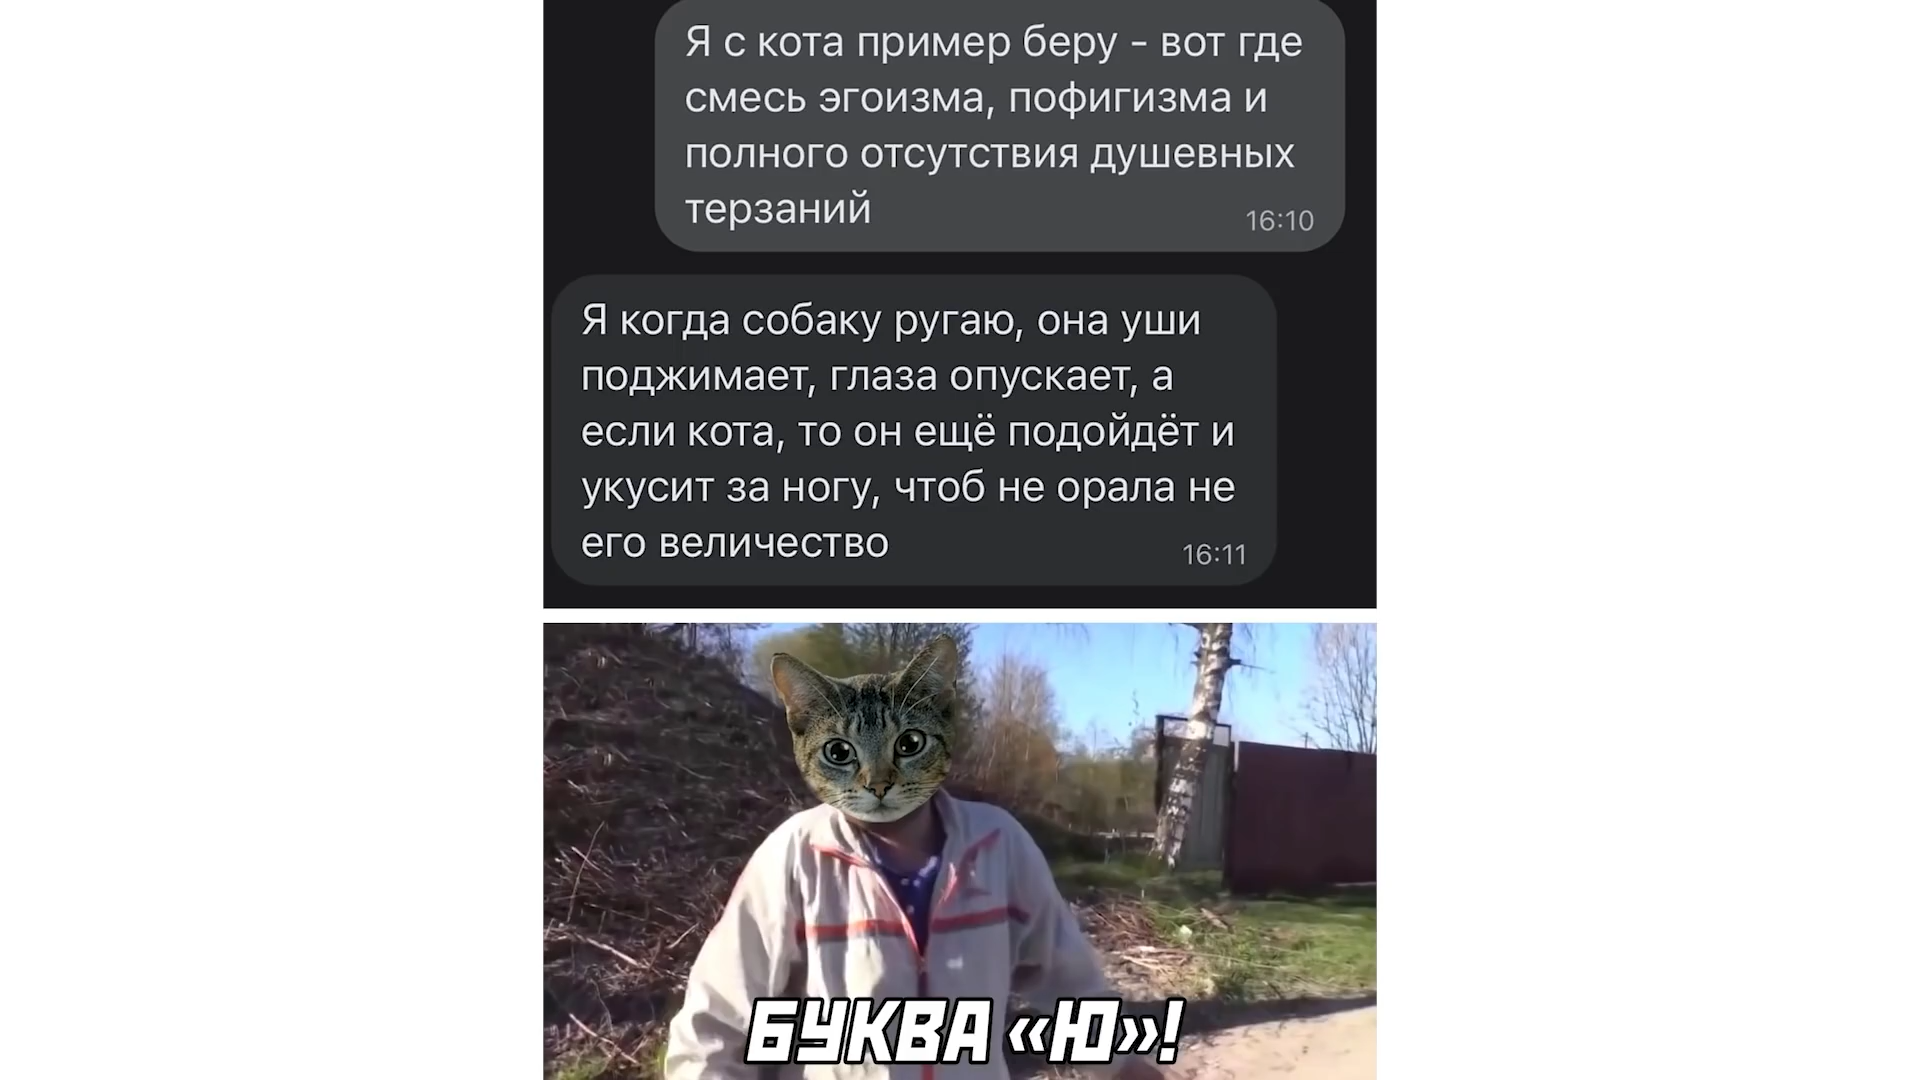 Я с кота пример беру - вот где
смесь эгоизма, пофигизма и
полного отсутствия душевных
терзаний
16:10
Я когда собаку ругаю, она уши
поджимает, глаза опускает, а
если кота, то он ещё подойдёт и
укусит за ногу, чтоб не орала не
его величество
16:11
БУКВА «Ю»!